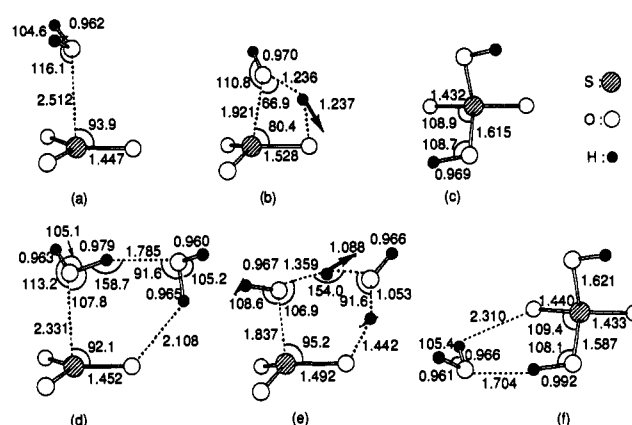 104.6 0.962
116.1
2.512
93.9
1.447
(a)
0.970
110.8 1.236
66.9
1.237
1.921
80.4
1.528
(b)
1.432
108.9
1.615
108.7
0.969
(c)
S :
O :
H :
105.1
0.963 0.979 1.785 0.960
91.6
113.2 158.7 105.2
107.8 0.965
2.331
2.108
92.1
1.452
(d)
1.088 0.966
0.967 1.359
154.0 91.6
108.6 106.9 1.053
1.837 95.2 1.442
1.492
(e)
1.621
2.310 1.440
1.433
109.4
105.4 108.1 1.587
0.966
0.961 1.704 0.992
(f)